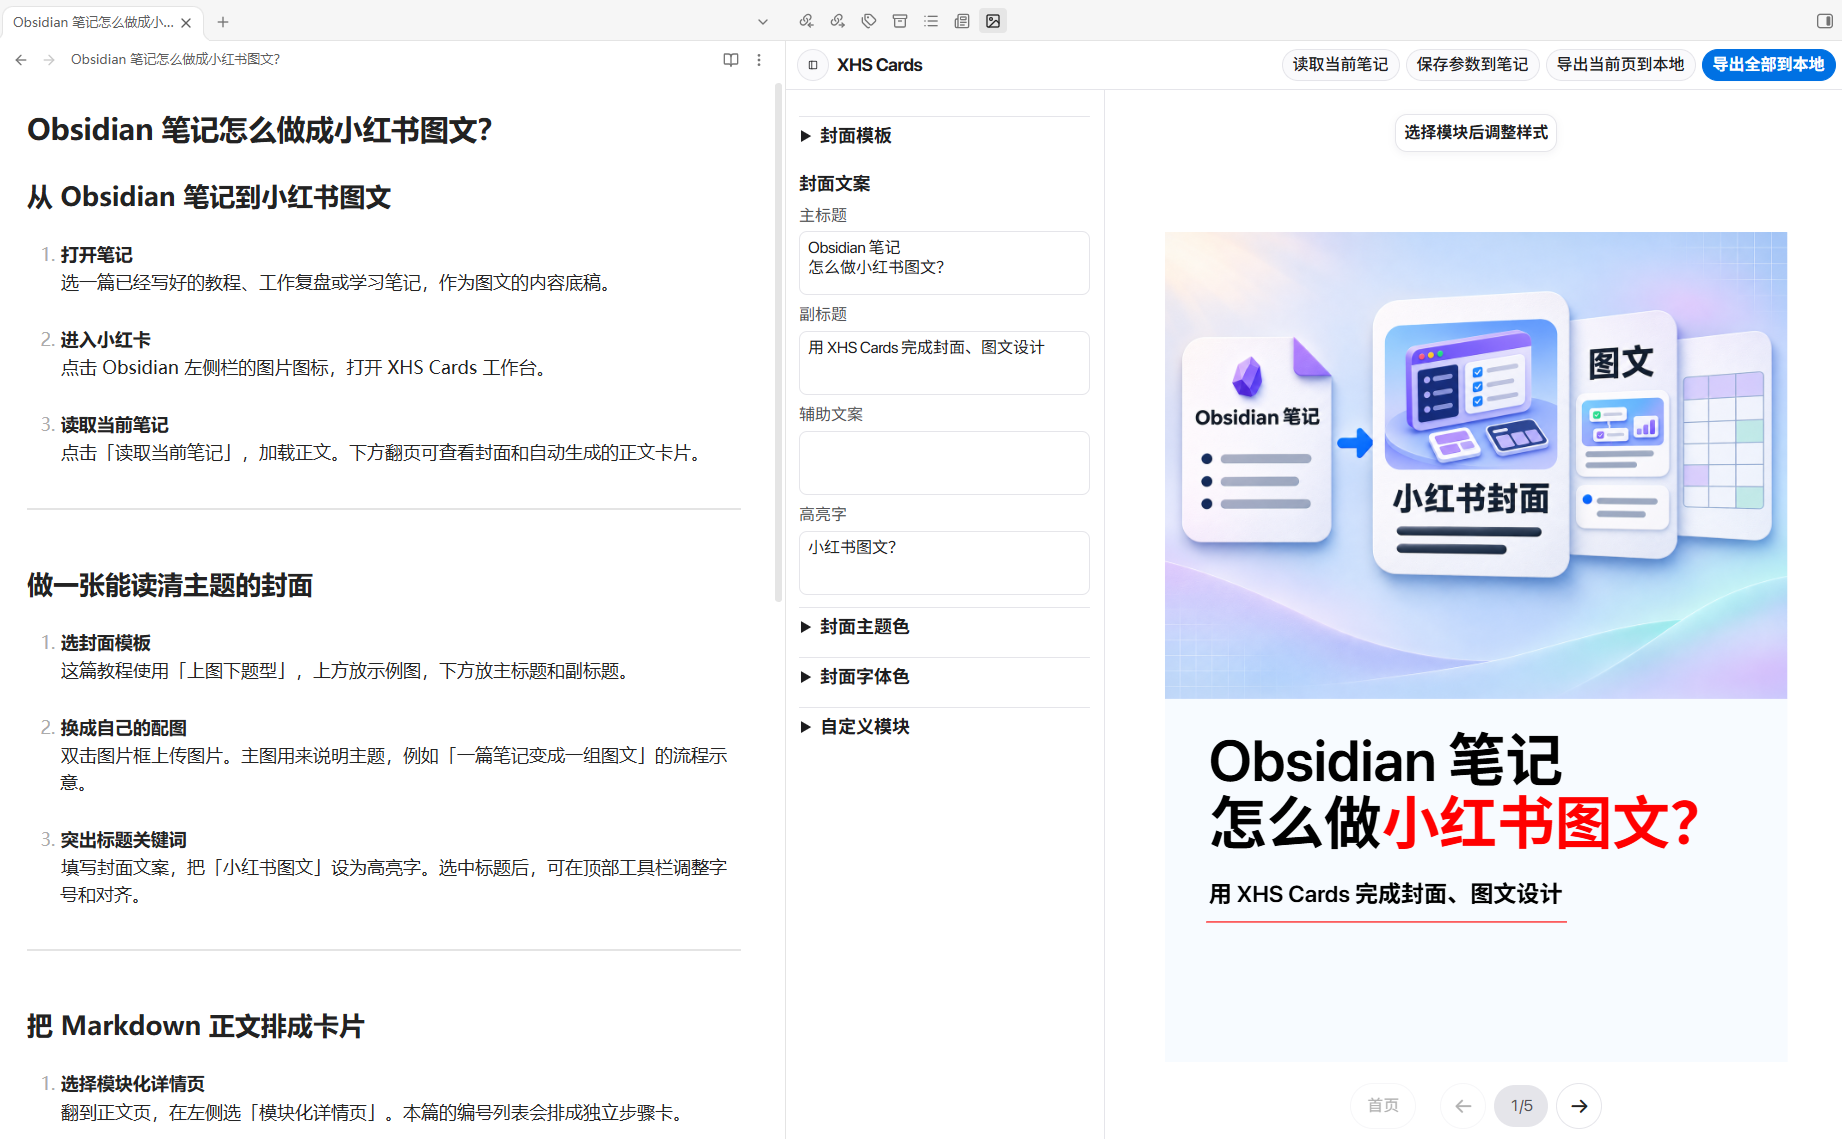 Obsidian 笔记怎么做成小...
Obsidian 笔记怎么做成小红书图文？
Obsidian 笔记怎么做成小红书图文？
从 Obsidian 笔记到小红书图文
1. 打开笔记
选一篇已经写好的教程、工作复盘或学习笔记，作为图文的内容底稿。
2. 进入小红卡
点击 Obsidian 左侧栏的图片图标，打开 XHS Cards 工作台。
3. 读取当前笔记
点击「读取当前笔记」，加载正文。下方翻页可查看封面和自动生成的正文卡片。
做一张能读清主题的封面
1. 选封面模板
这篇教程使用「上图下题型」，上方放示例图，下方放主标题和副标题。
2. 换成自己的配图
双击图片框上传图片。主图用来说明主题，例如「一篇笔记变成一组图文」的流程示
意。
3. 突出标题关键词
填写封面文案，把「小红书图文」设为高亮字。选中标题后，可在顶部工具栏调整字
号和对齐。
把 Markdown 正文排成卡片
1. 选择模块化详情页
翻到正文页，在左侧选「模块化详情页」。本篇的编号列表会排成独立步骤卡。
XHS Cards
读取当前笔记
保存参数到笔记
导出当前页到本地
导出全部到本地
封面模板
封面文案
主标题
Obsidian 笔记
怎么做小红书图文？
副标题
用 XHS Cards 完成封面、图文设计
辅助文案
高亮字
小红书图文？
封面主题色
封面字体色
自定义模块
选择模块后调整样式
Obsidian 笔记
小红书封面
图文
Obsidian 笔记
怎么做小红书图文？
用 XHS Cards 完成封面、图文设计
首页
1/5